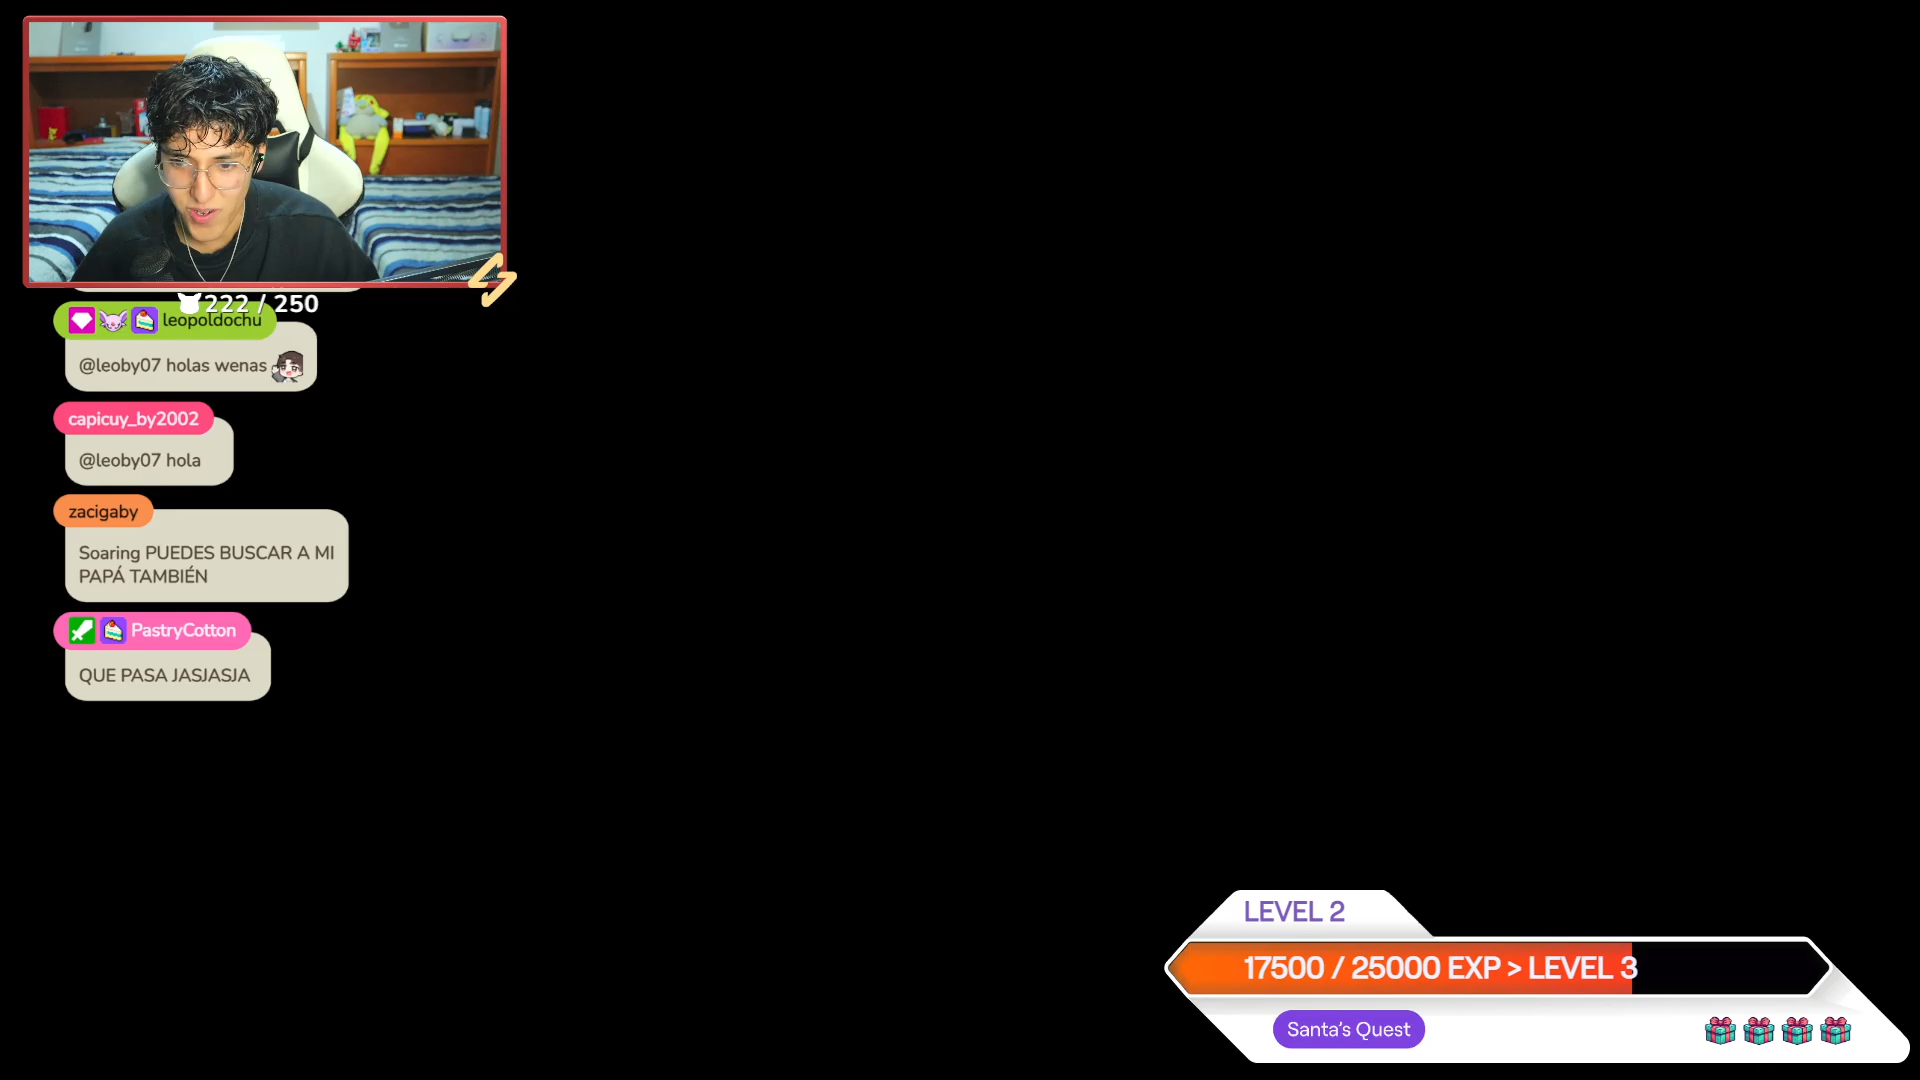 222 / 250
leopoldochu
@leoby07 holas wenas
capicuy_by2002
@leoby07 hola
zacigaby
Soaring PUEDES BUSCAR A MI
PAPÁ TAMBIÉN
PastryCotton
QUE PASA JASJASJA
LEVEL 2
17500 / 25000 EXP > LEVEL 3
Santa's Quest